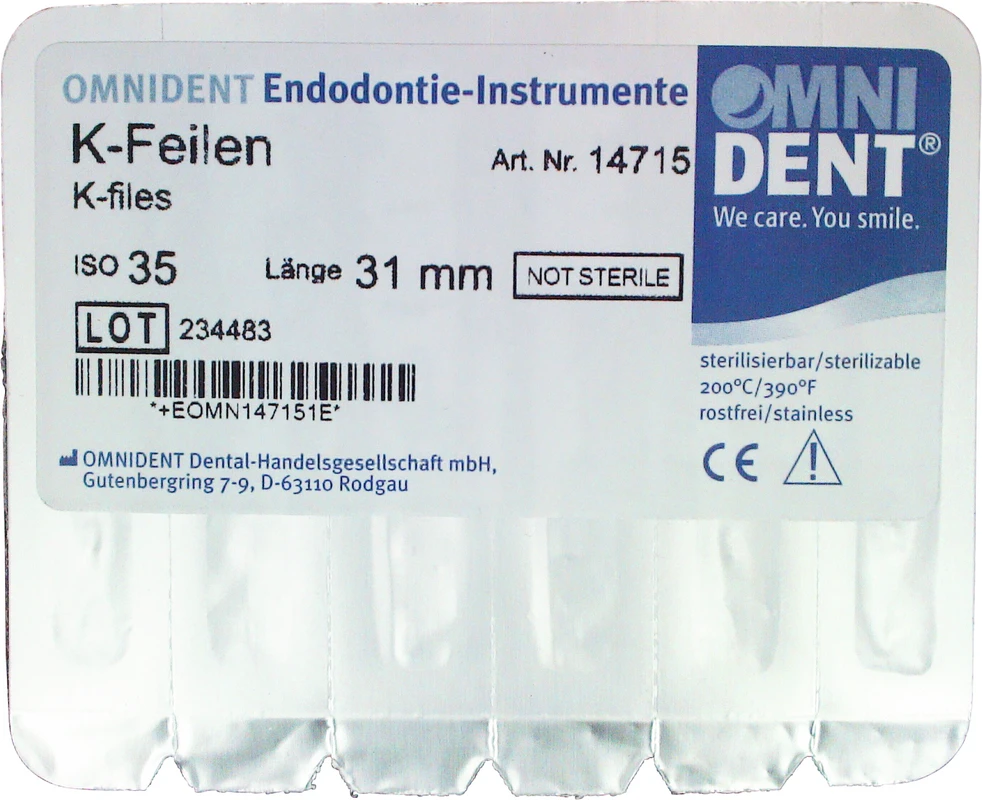 OMNIDENT Endodontie-Instrumente
K-Feilen
K-files
Art. Nr. 14715
ISO 35 Länge 31 mm NOT STERILE
LOT 234483
*+EOMN147151E*
OMNIDENT Dental-Handelsgesellschaft mbH,
Gutenbergring 7-9, D-63110 Rodgau
OMNI
DENT®
We care. You smile.
sterilisierbar/sterilizable
200°C/390°F
rostfrei/stainless
CE